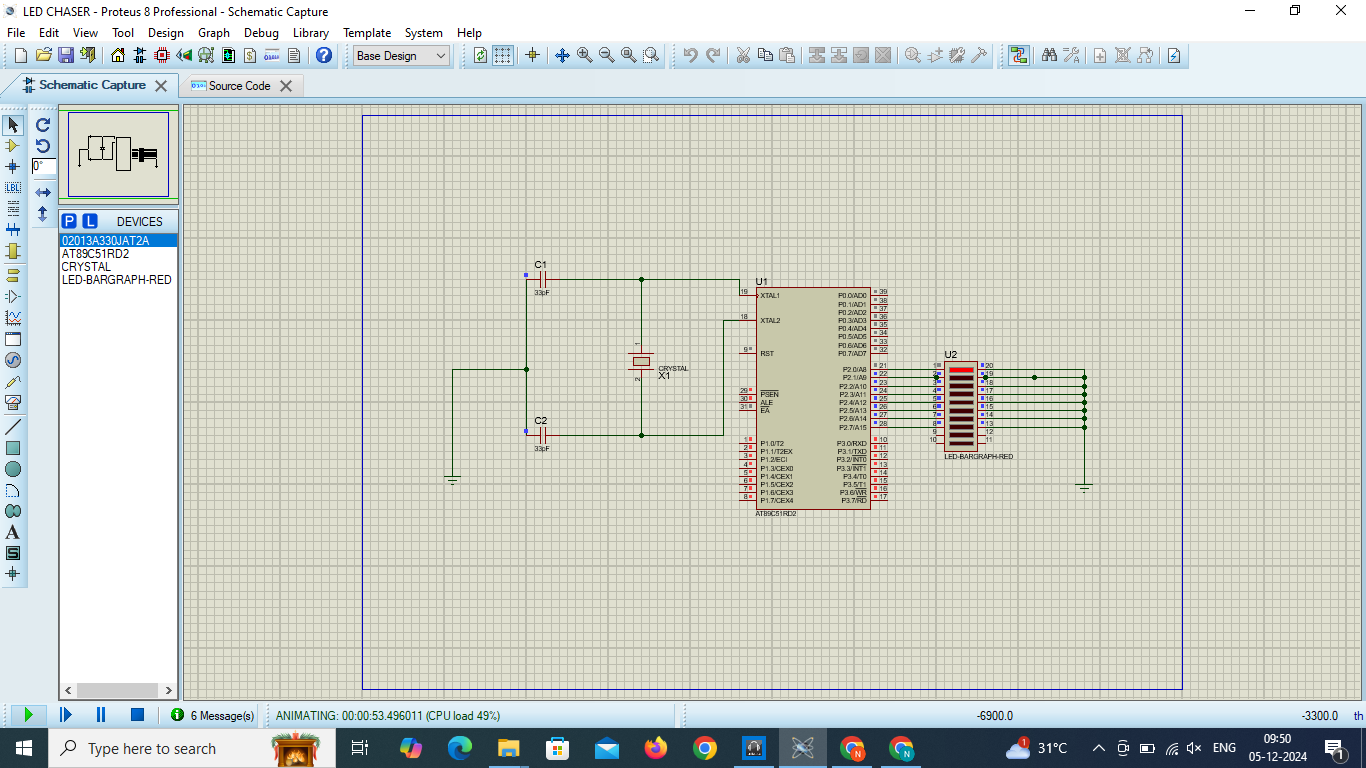 LED CHASER - Proteus 8 Professional - Schematic Capture
File Edit View Tool Design Graph Debug Library Template System Help
Base Design
Schematic Capture
Source Code
0°
LBL
A
S
P L DEVICES
02013A330JAT2A
AT89C51RD2
CRYSTAL
LED-BARGRAPH-RED
C1
33pF
C2
33pF
1
2
CRYSTAL
X1
U1
19 XTAL1
18 XTAL2
9 RST
29 PSEN
30 ALE
31 EA
1 P1.0/T2
2 P1.1/T2EX
3 P1.2/ECI
4 P1.3/CEX0
5 P1.4/CEX1
6 P1.5/CEX2
7 P1.6/CEX3
8 P1.7/CEX4
P0.0/AD0 39
P0.1/AD1 38
P0.2/AD2 37
P0.3/AD3 36
P0.4/AD4 35
P0.5/AD5 34
P0.6/AD6 33
P0.7/AD7 32
P2.0/A8 21
P2.1/A9 22
P2.2/A10 23
P2.3/A11 24
P2.4/A12 25
P2.5/A13 26
P2.6/A14 27
P2.7/A15 28
P3.0/RXD 10
P3.1/TXD 11
P3.2/INT0 12
P3.3/INT1 13
P3.4/T0 14
P3.5/T1 15
P3.6/WR 16
P3.7/RD 17
AT89C51RD2
U2
1 20
2 19
3 18
4 17
5 16
6 15
7 14
8 13
9 12
10 11
LED-BARGRAPH-RED
6 Message(s)
ANIMATING: 00:00:53.496011 (CPU load 49%)
-6900.0
-3300.0
th
Type here to search
N
N
1
31°C
ENG
09:50
05-12-2024
1